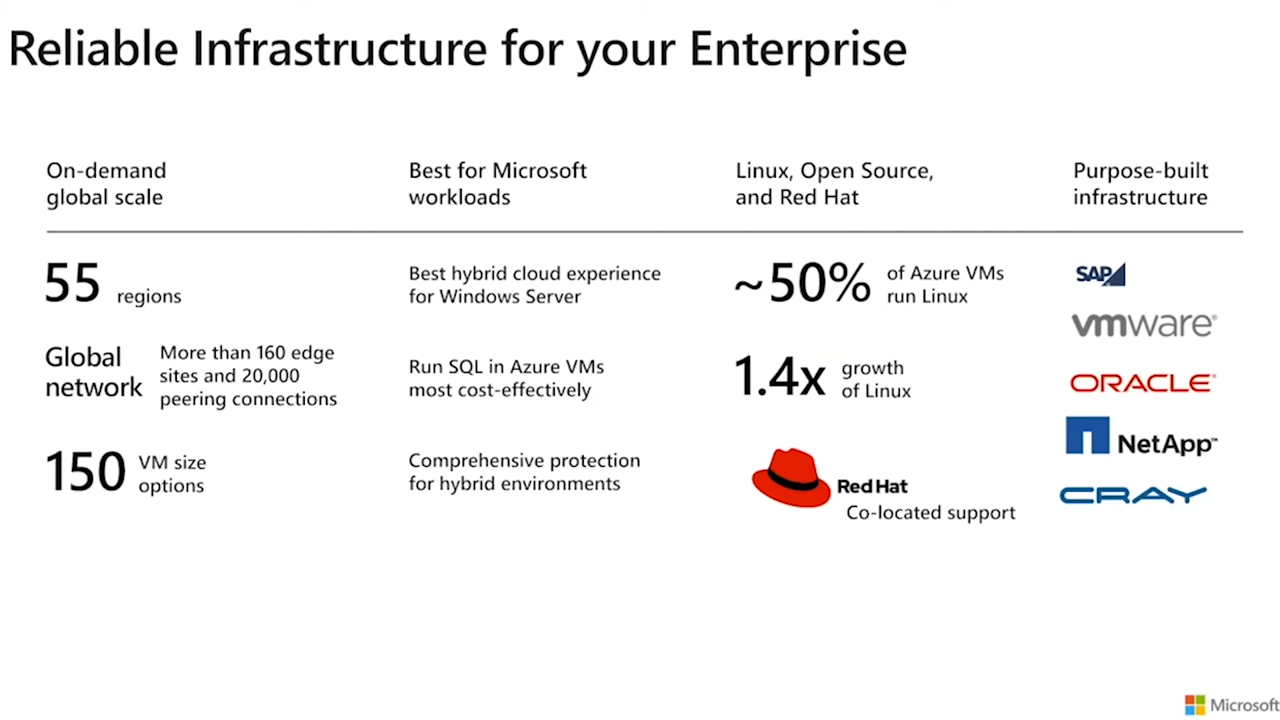 Reliable Infrastructure for your Enterprise
On-demand
global scale
55 regions
Global
network
More than 160 edge
sites and 20,000
peering connections
150
VM size
options
Best for Microsoft
workloads
Best hybrid cloud experience
for Windows Server
Run SQL in Azure VMs
most cost-effectively
Comprehensive protection
for hybrid environments
Linux, Open Source,
and Red Hat
~50%
of Azure VMs
run Linux
1.4x
growth
of Linux
Red Hat
Co-located support
Purpose-built
infrastructure
SAP
vmware®
ORACLE®
NetApp™
CRAY
Microsoft